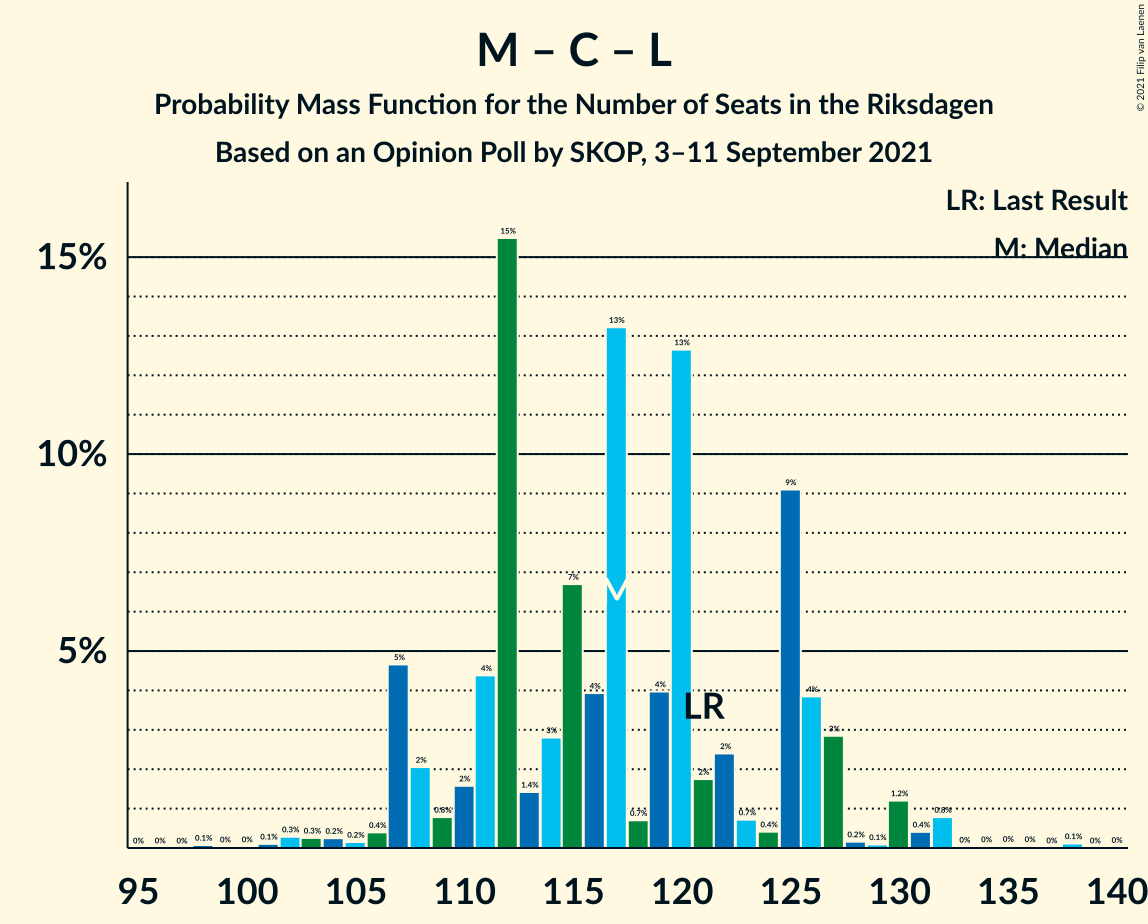 M – C – L
Probability Mass Function for the Number of Seats in the Riksdagen
Based on an Opinion Poll by SKOP, 3–11 September 2021
© 2021 Filip van Laenen
LR: Last Result
M: Median
15%
10%
5%
0% 0% 0% 0.1% 0% 0% 0.1% 0.3% 0.3% 0.2% 0.2% 0.4% 5% 2% 0.8% 2% 4% 15% 1.4% 3% 7% 4% 13% 0.7% 4% 13% 2% 2% 0.7% 0.4% 9% 4% 3% 0.2% 0.1% 1.2% 0.4% 0.8% 0% 0% 0% 0% 0% 0.1% 0% 0%
LR
95 100 105 110 115 120 125 130 135 140